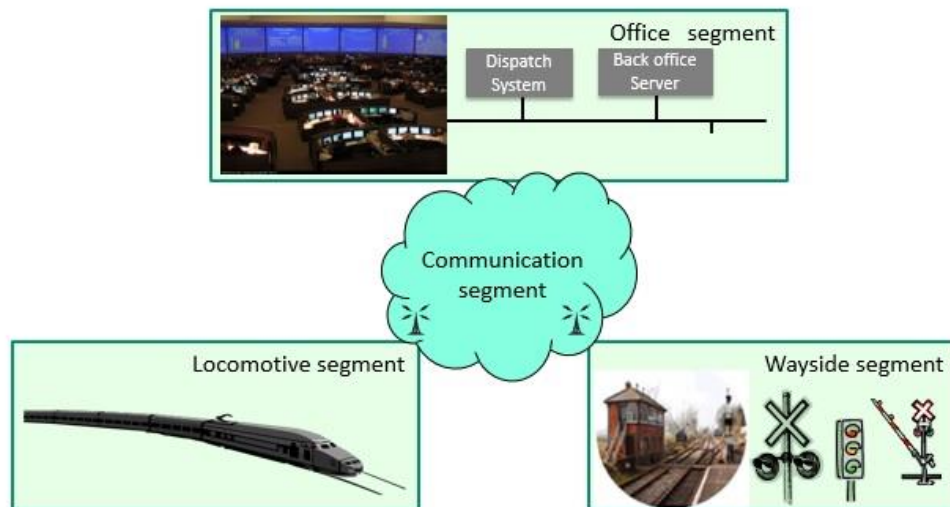 Office segment
Dispatch
System
Back office
Server
Communication
segment
Locomotive segment
Wayside segment